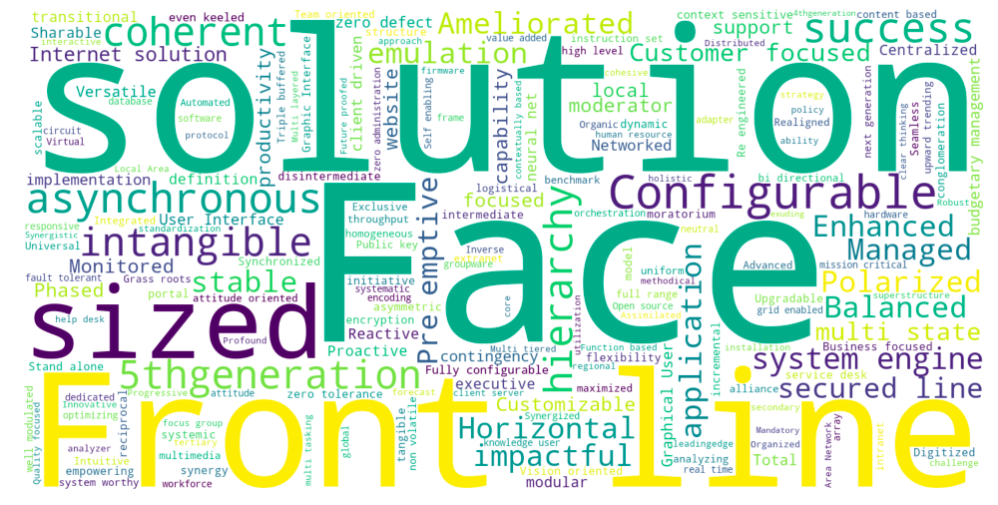 transitional
even keeled
Team oriented
zero defect
Ameliorated
context sensitive
4thgeneration
content based
Sharable
coherent
structure
value added
instruction set
support
success
interactive
approach
emulation
high level
Distributed
Internet solution
Customer focused
Centralized
solution
Versatile
database
Automated
software
protocol
productivity
Triple buffered
Multi layered
Graphic Interface
Future proofed
client driven
zero administration
website
firmware
Self enabling
frame
neural net
cohesive
capability
contextually based
local
moderator
Organic
dynamic
human resource
Networked
adapter
Re engineered
strategy
policy
Realigned
ability
next generation
clear thinking
Seamless
upward trending
conglomeration
budgetary management
scalable
circuit
Virtual
Local Area
implementation
definition
disintermediate
focused
logistical
benchmark
holistic
bi directional
Robust
asynchronous
Face
Pre emptive
hierarchy
Configurable
responsive
Integrated
standardization
User Interface
Exclusive
throughput
intermediate
orchestration
moratorium
encoding
hardware
Enhanced
Synergistic
Universal
intangible
homogeneous
Public key
Inverse
extranet
groupware
neutral
Managed
Monitored
Synchronized
fault tolerant
Grass roots
initiative
model
uniform
methodical
Advanced
mission critical
Phased
portal
attitude oriented
stable
systematic
encoding
asymmetric
core
full range
Open source
Assimilated
application
Upgradable
grid enabled
Polarized
superstructure
Balanced
sized
help desk
Profound
encryption
Reactive
Proactive
utilization
Multi tiered
Function based
flexibility
regional
incremental
installation
multi state
Business focused
system engine
Stand alone
5thgeneration
contingency
Fully configurable
executive
client server
maximized
Graphical User
alliance
service desk
secured line
Front line
well modulated
Quality focused
dedicated
Innovative
optimizing
Progressive
attitude
zero tolerance
forecast
Customizable
secondary
reciprocal
focus group
systemic
tertiary
multimedia
multi tasking
global
tangible
non volatile
Horizontal
Synergized
knowledge user
leadingedge
Mandatory
Organized
array
Area Network
intranet
analyzer
Intuitive
empowering
system worthy
synergy
workforce
impactful
Vision oriented
modular
analyzing
real time
Total
Digitized
challenge